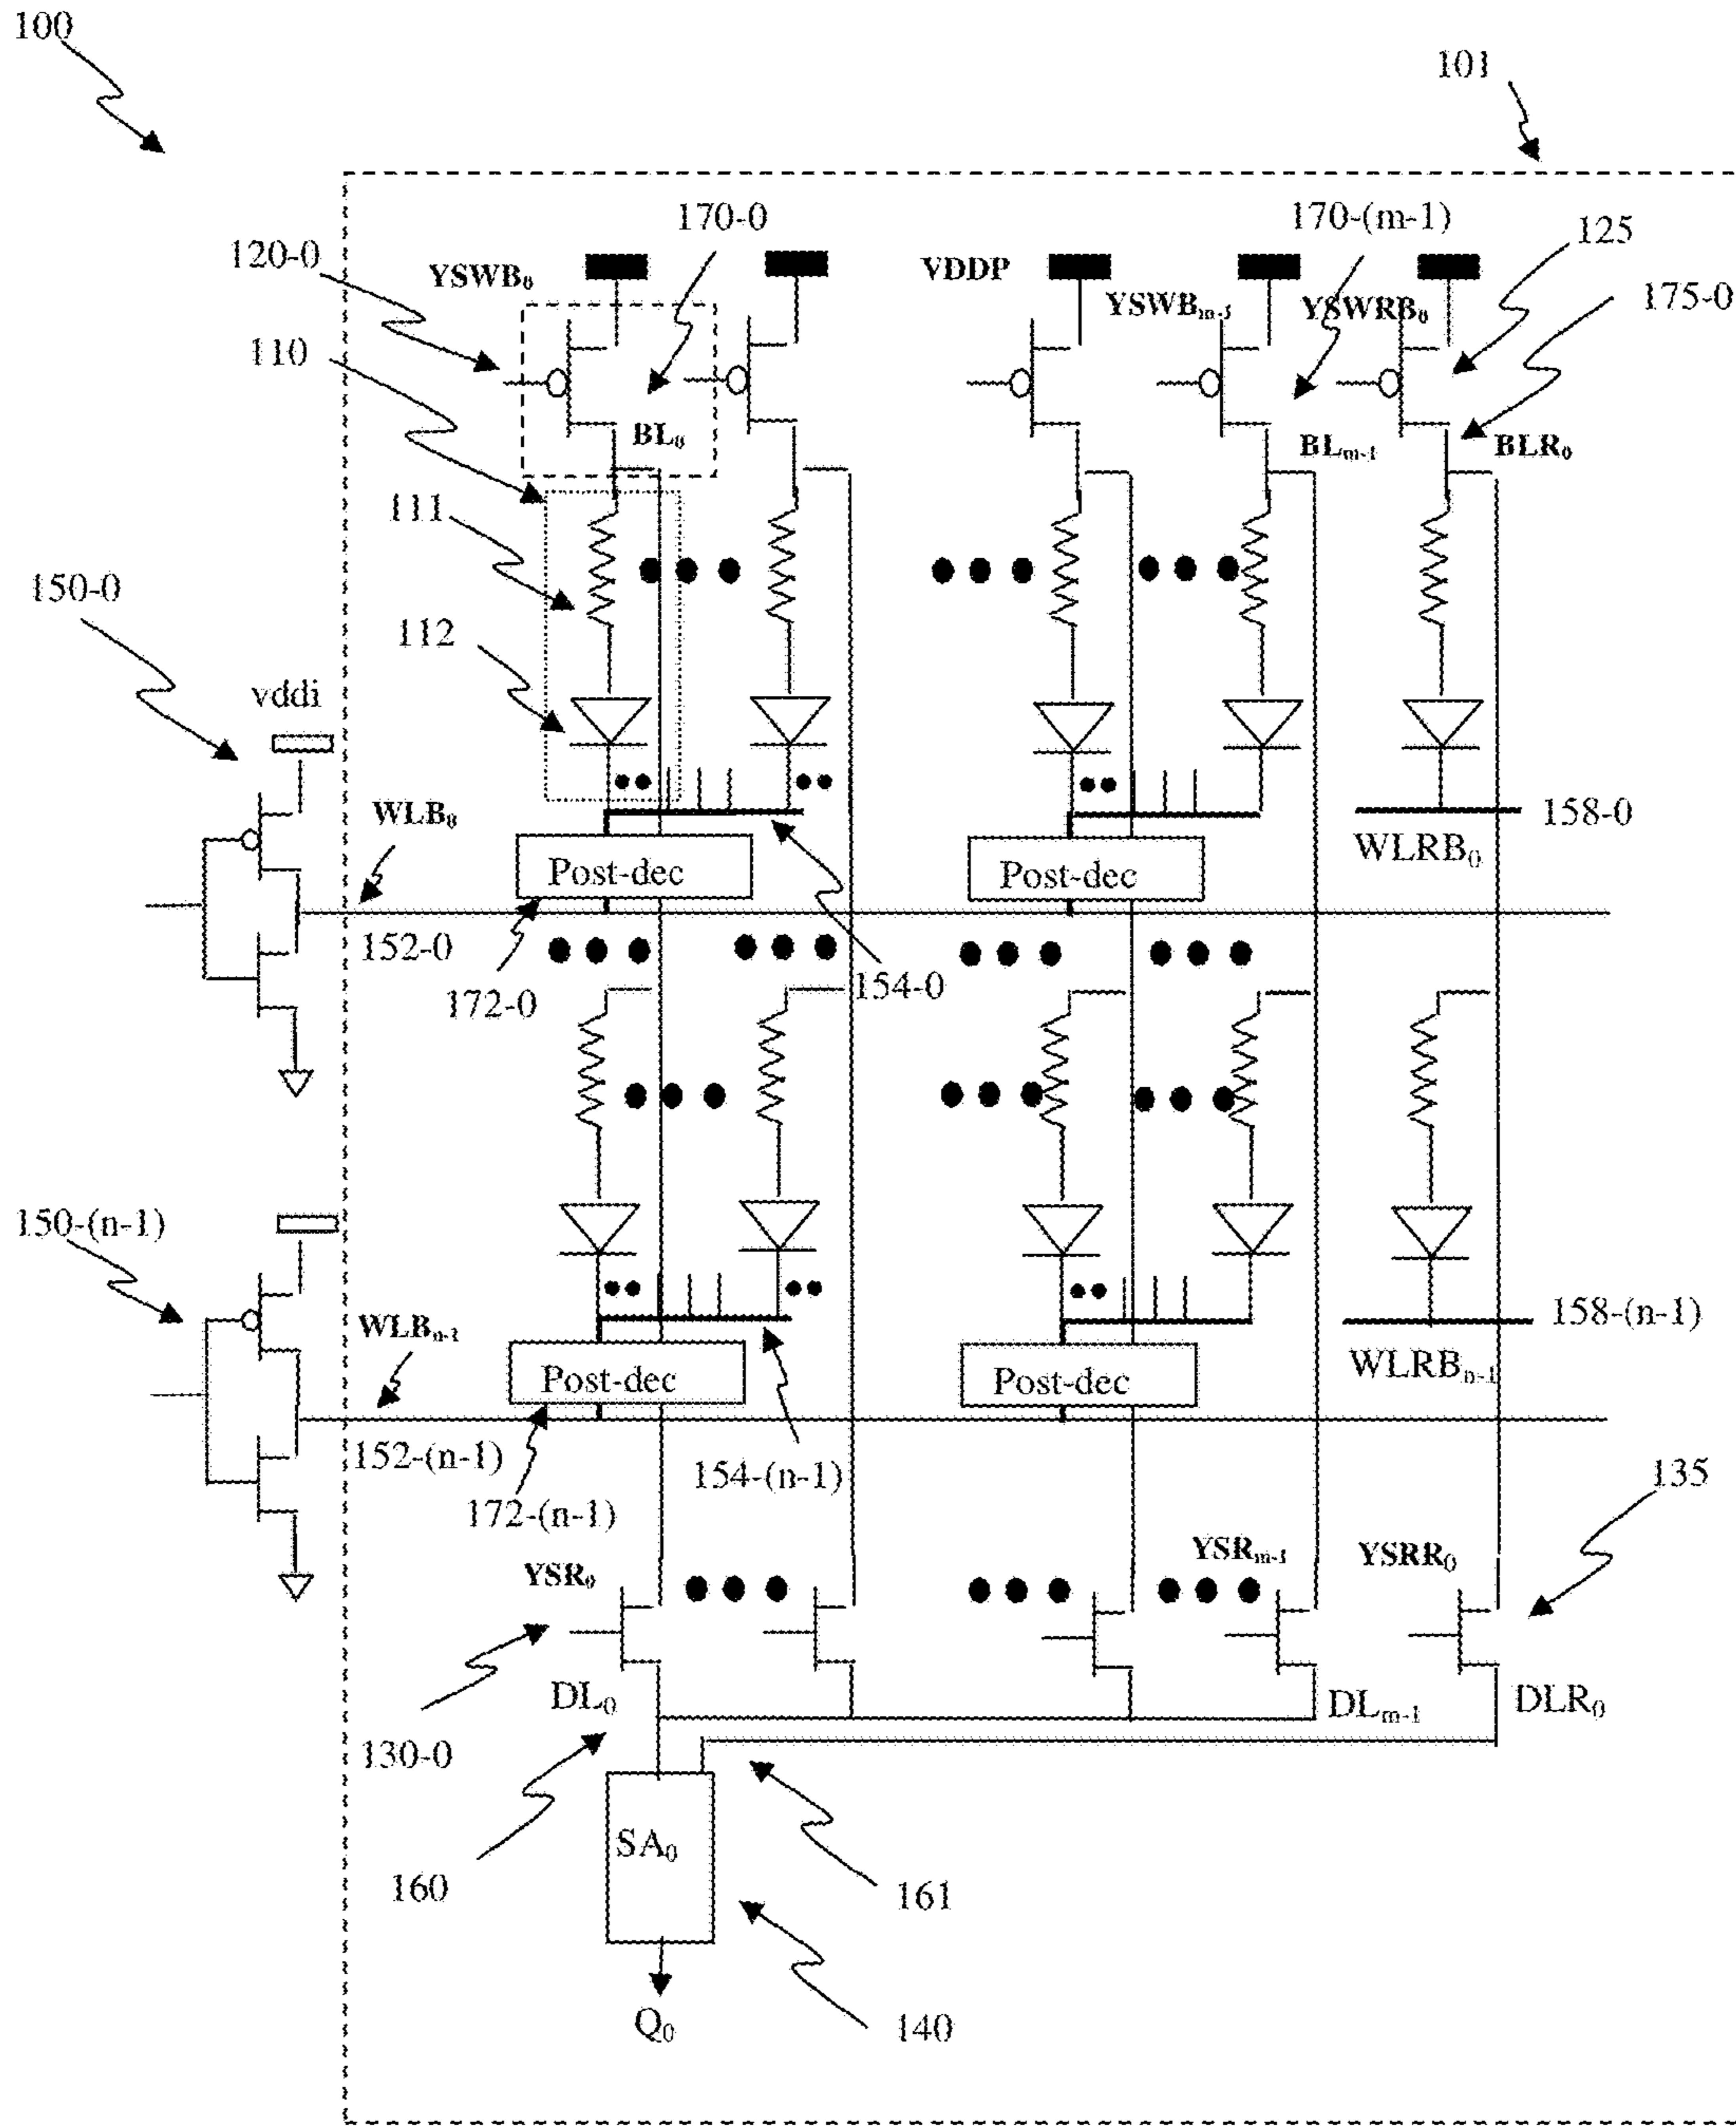 100
101
170-0
170-(m-1)
125
120-0
YSWB₀
VDDP
YSWBₘ₋₁
YSWRB₀
175-0
110
BL₀
BLₘ₋₁
BLR₀
111
150-0
112
vddi
WLB₀
158-0
Post-dec
Post-dec
WLRB₀
152-0
172-0
154-0
150-(n-1)
WLBₙ₋₁
158-(n-1)
Post-dec
Post-dec
WLRBₙ₋₁
152-(n-1)
154-(n-1)
172-(n-1)
135
YSR₀
YSRₘ₋₁
YSRR₀
DL₀
DLₘ₋₁
DLR₀
130-0
SA₀
160
161
Q₀
140